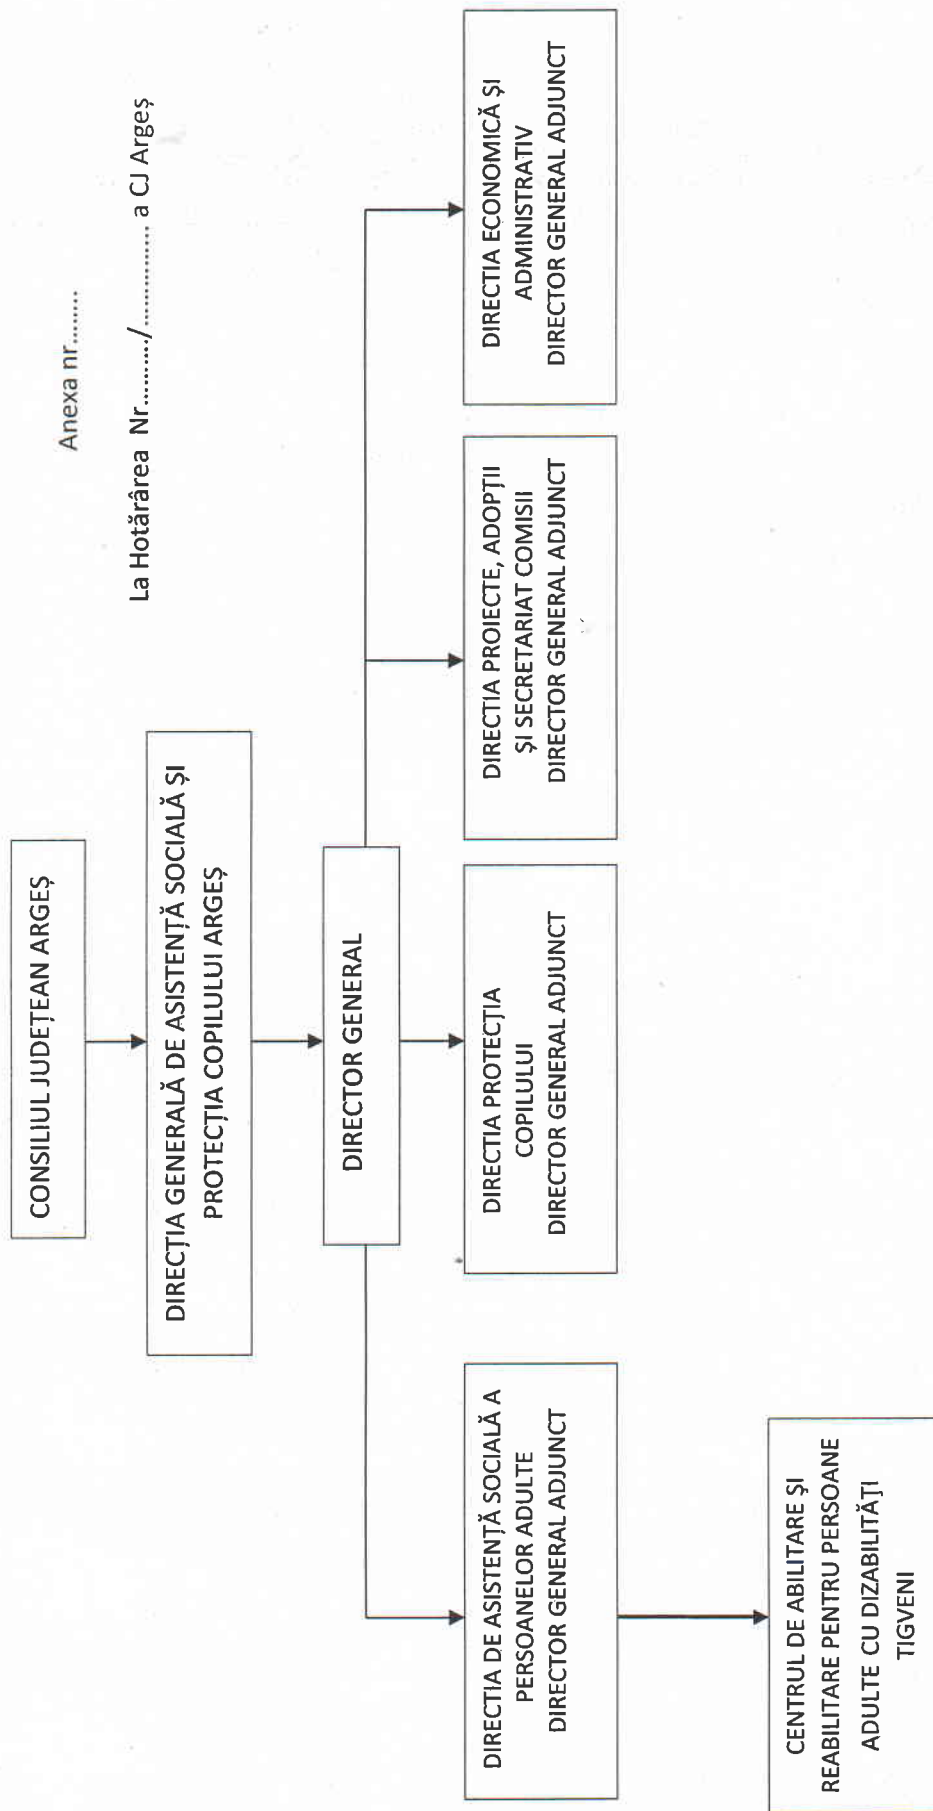 Anexa nr........
La Hotărârea Nr........./................ a CJ Argeș
CONSILIUL JUDEȚEAN ARGEȘ
DIRECȚIA GENERALĂ DE ASISTENȚĂ SOCIALĂ ȘI
PROTECȚIA COPILULUI ARGEȘ
DIRECTOR GENERAL
DIRECTIA DE ASISTENȚĂ SOCIALĂ A
PERSOANELOR ADULTE
DIRECTOR GENERAL ADJUNCT
DIRECTIA PROTECȚIA
COPILULUI
DIRECTOR GENERAL ADJUNCT
DIRECTIA PROIECTE, ADOPȚII
ȘI SECRETARIAT COMISII
DIRECTOR GENERAL ADJUNCT
DIRECTIA ECONOMICĂ ȘI
ADMINISTRATIV
DIRECTOR GENERAL ADJUNCT
CENTRUL DE ABILITARE ȘI
REABILITARE PENTRU PERSOANE
ADULTE CU DIZABILITĂȚI
TIGVENI